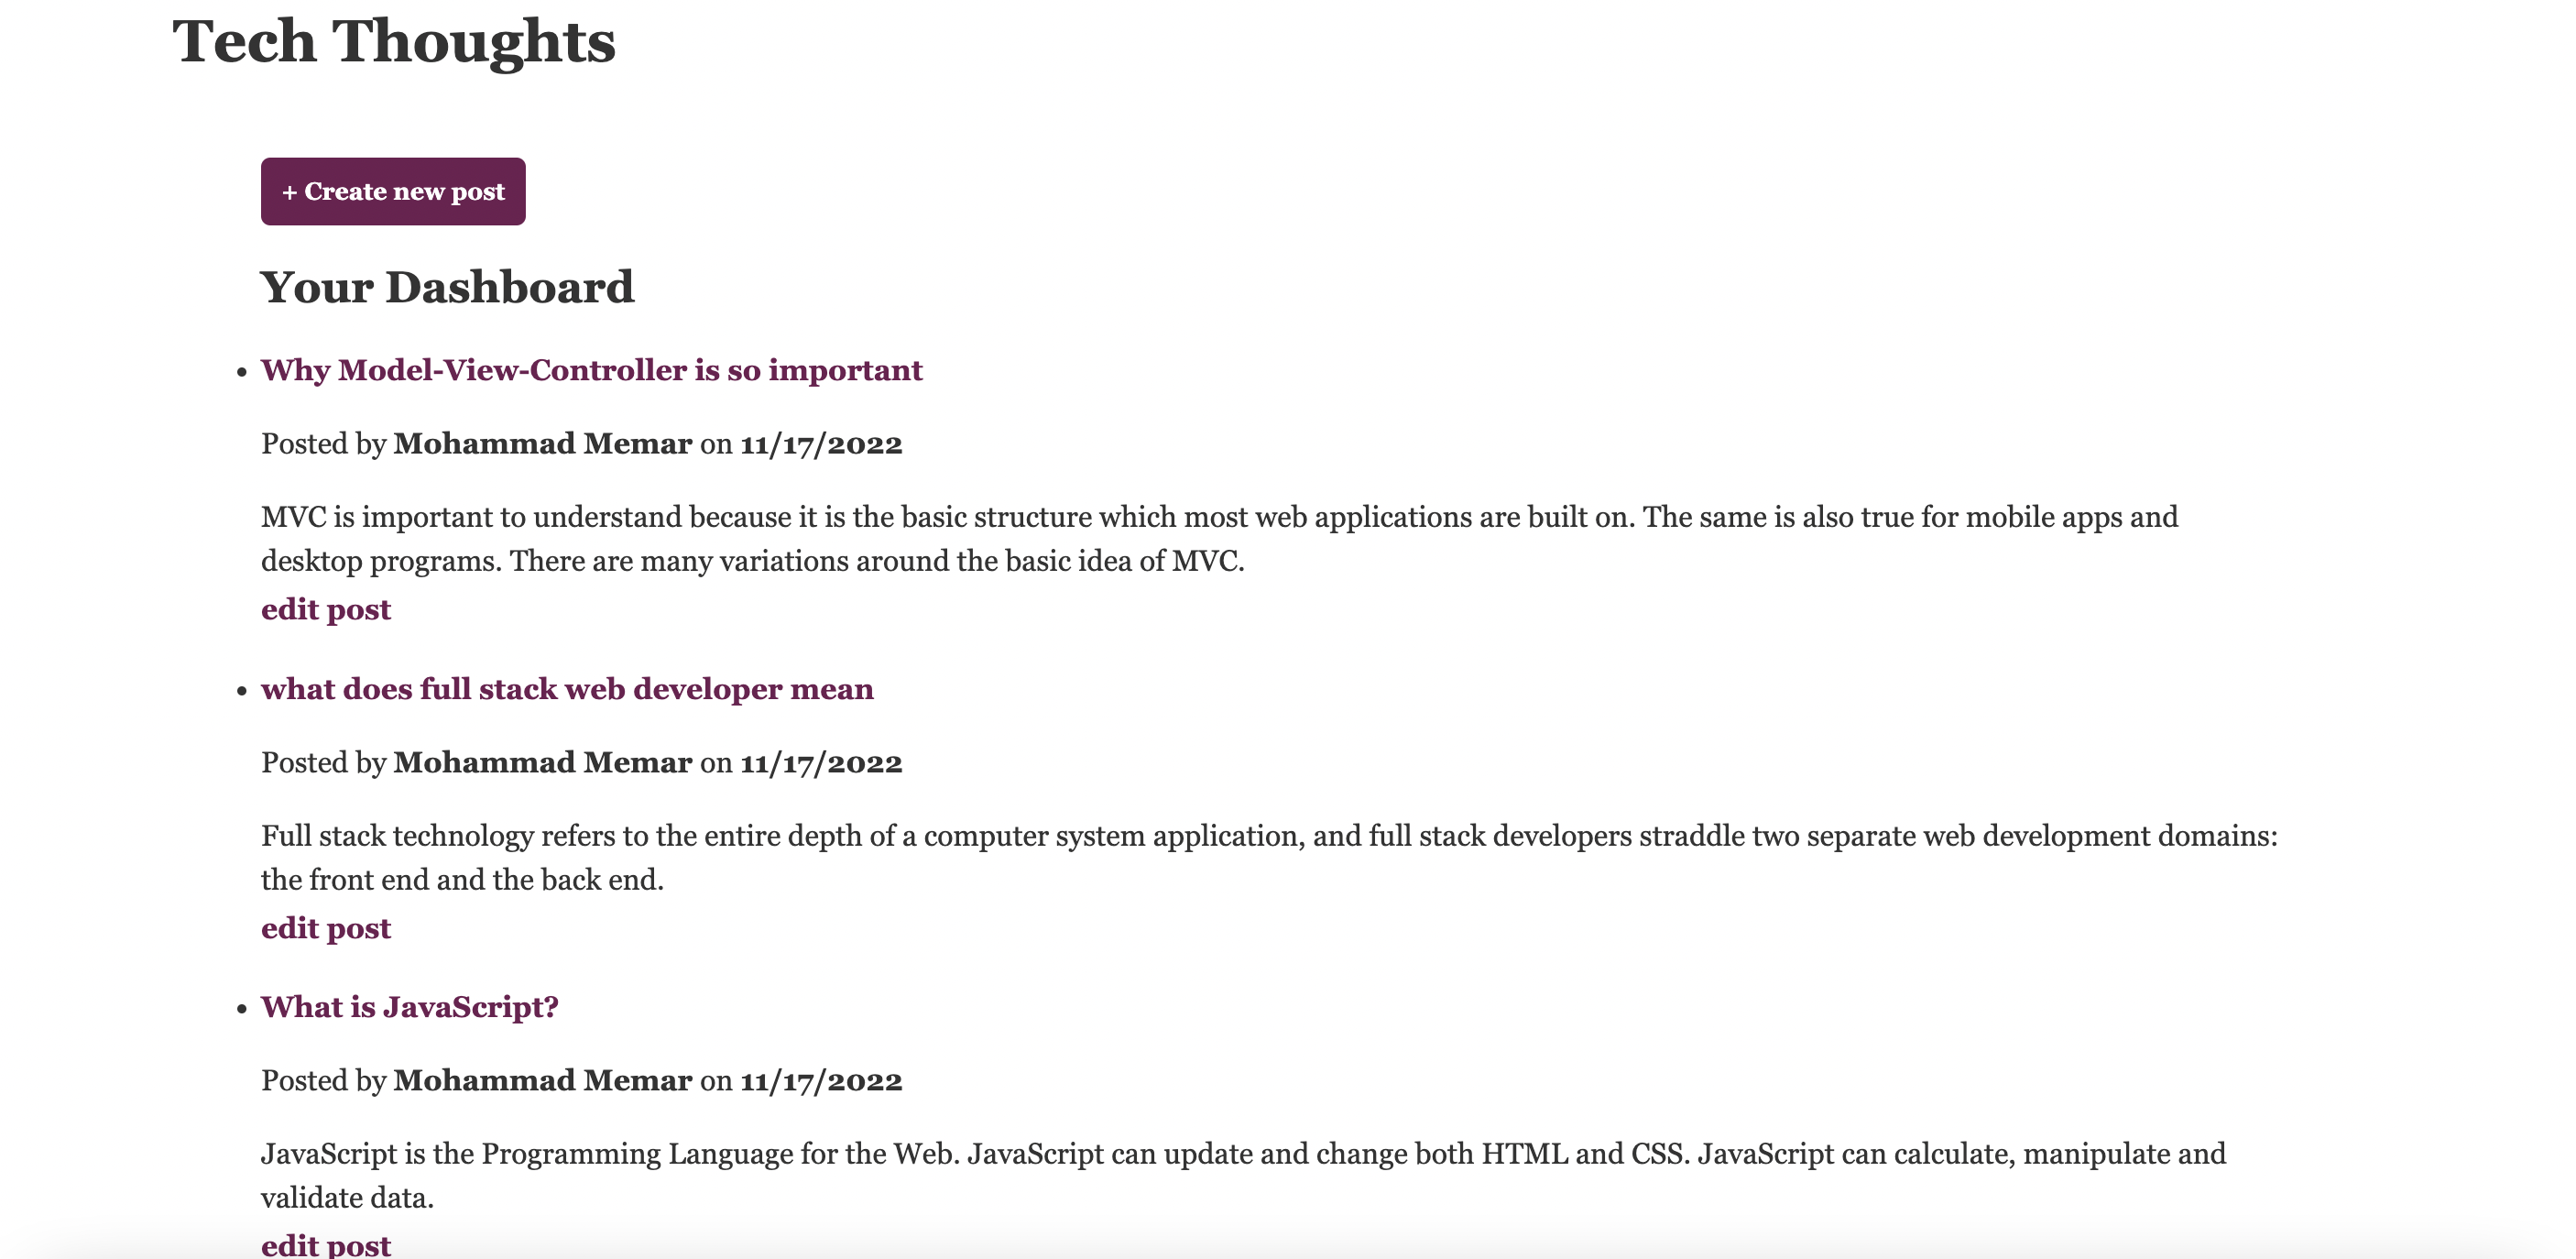 Tech Thoughts
+ Create new post
Your Dashboard
• Why Model-View-Controller is so important
Posted by Mohammad Memar on 11/17/2022
MVC is important to understand because it is the basic structure which most web applications are built on. The same is also true for mobile apps and
desktop programs. There are many variations around the basic idea of MVC.
edit post
• what does full stack web developer mean
Posted by Mohammad Memar on 11/17/2022
Full stack technology refers to the entire depth of a computer system application, and full stack developers straddle two separate web development domains:
the front end and the back end.
edit post
• What is JavaScript?
Posted by Mohammad Memar on 11/17/2022
JavaScript is the Programming Language for the Web. JavaScript can update and change both HTML and CSS. JavaScript can calculate, manipulate and
validate data.
edit post